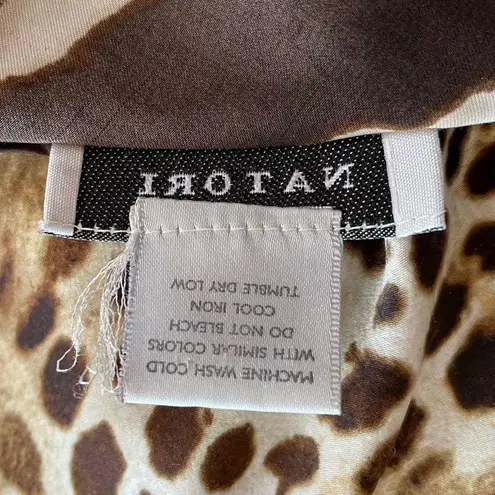 NATORI
MACHINE WASH, COLD
WITH SIMILAR COLORS
DO NOT BLEACH
COOL IRON
TUMBLE DRY LOW